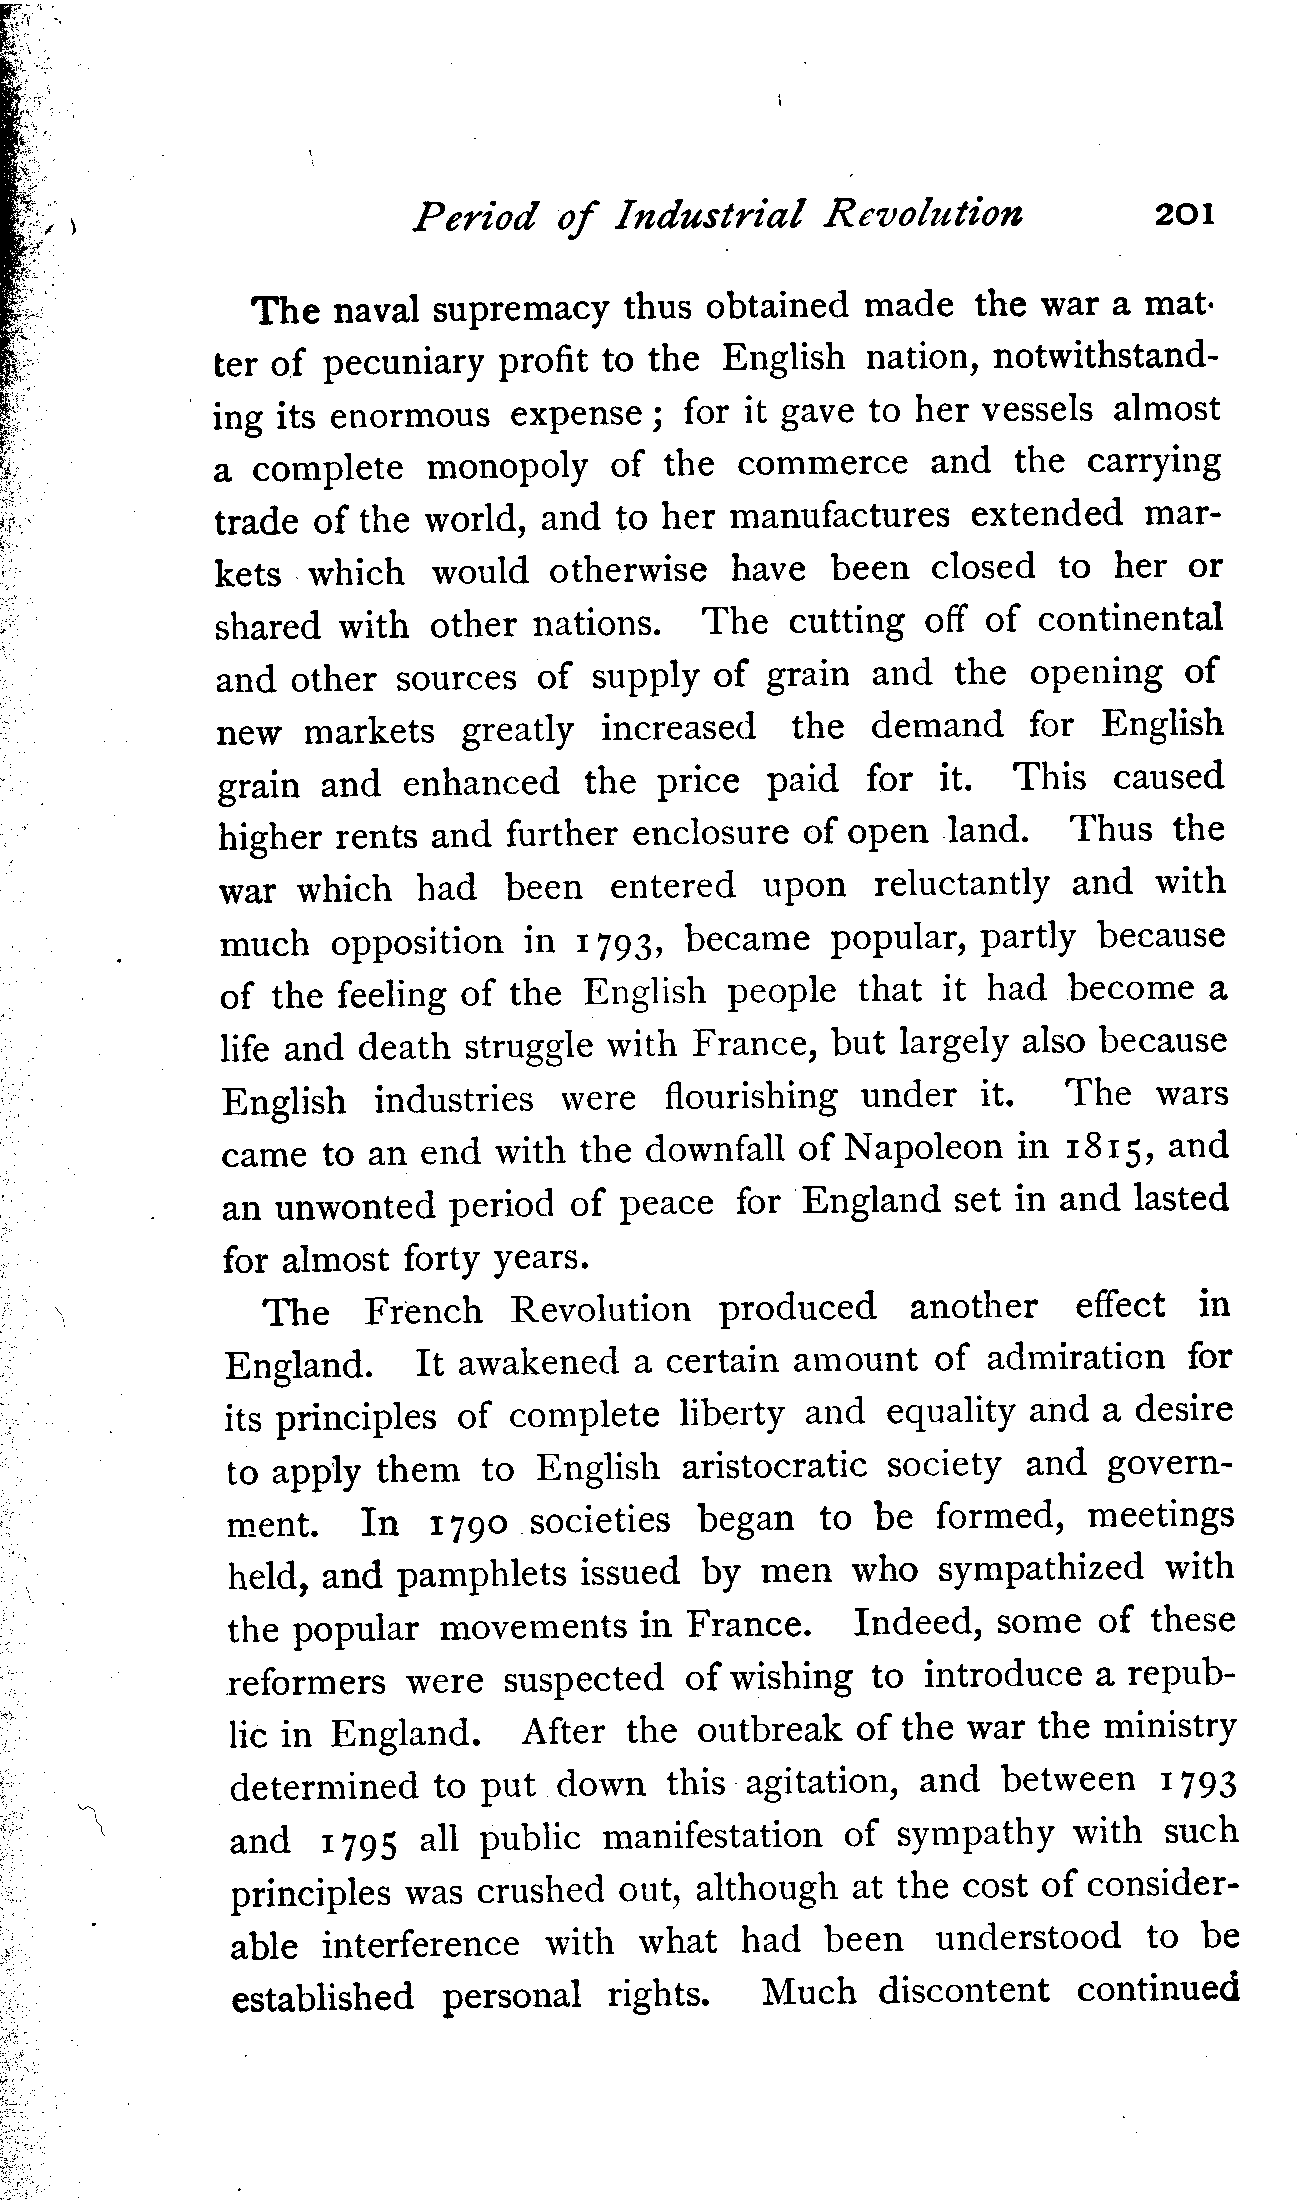 Period of Industrial Revolution 201
The naval supremacy thus obtained made the war a mat-
ter of pecuniary profit to the English nation, notwithstand-
ing its enormous expense; for it gave to her vessels almost
a complete monopoly of the commerce and the carrying
trade of the world, and to her manufactures extended mar-
kets which would otherwise have been closed to her or
shared with other nations. The cutting off of continental
and other sources of supply of grain and the opening of
new markets greatly increased the demand for English
grain and enhanced the price paid for it. This caused
higher rents and further enclosure of open land. Thus the
war which had been entered upon reluctantly and with
much opposition in 1793, became popular, partly because
of the feeling of the English people that it had become a
life and death struggle with France, but largely also because
English industries were flourishing under it. The wars
came to an end with the downfall of Napoleon in 1815, and
an unwonted period of peace for England set in and lasted
for almost forty years.
The French Revolution produced another effect in
England. It awakened a certain amount of admiration for
its principles of complete liberty and equality and a desire
to apply them to English aristocratic society and govern-
ment. In 1790 societies began to be formed, meetings
held, and pamphlets issued by men who sympathized with
the popular movements in France. Indeed, some of these
reformers were suspected of wishing to introduce a repub-
lic in England. After the outbreak of the war the ministry
determined to put down this agitation, and between 1793
and 1795 all public manifestation of sympathy with such
principles was crushed out, although at the cost of consider-
able interference with what had been understood to be
established personal rights. Much discontent continued